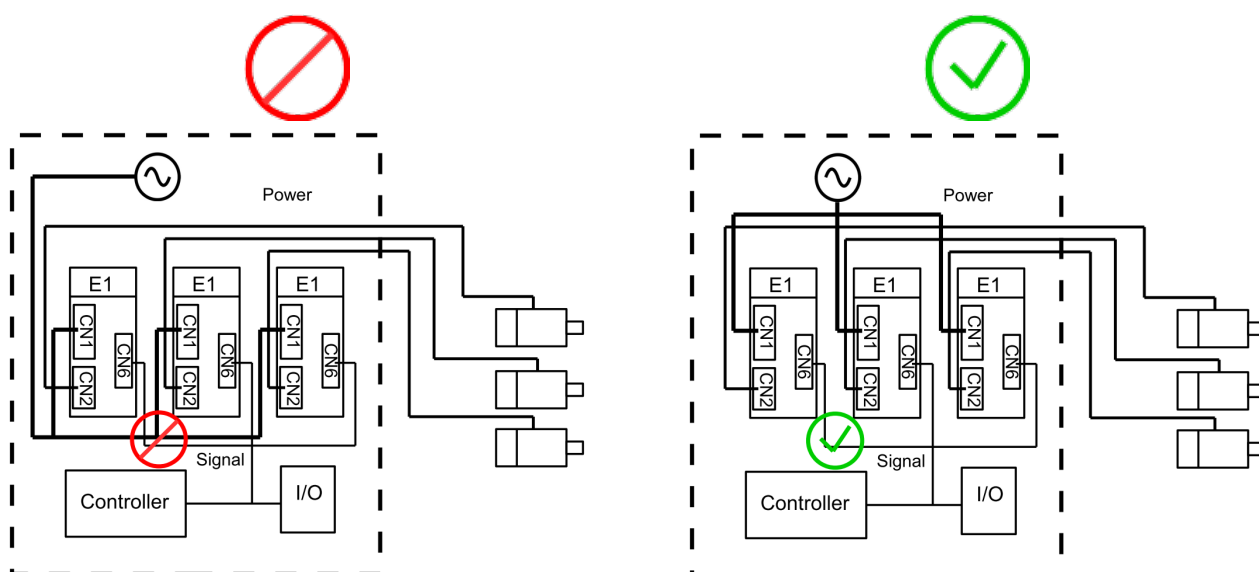 Power
E1
E1
E1
CN1
CN6
CN2
CN1
CN6
CN2
CN1
CN6
CN2
Signal
Controller
I/O
Power
E1
E1
E1
CN1
CN6
CN2
CN1
CN6
CN2
CN1
CN6
CN2
Signal
Controller
I/O